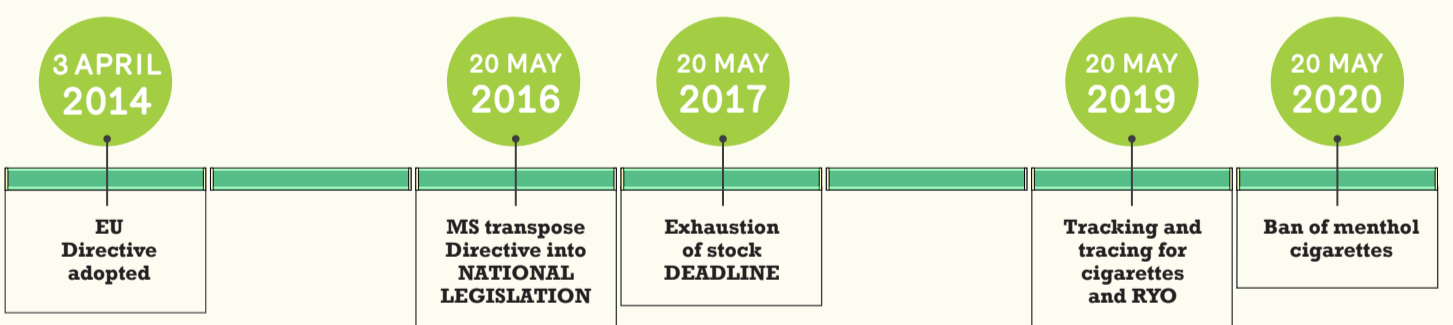 3 APRIL
2014
EU
Directive
adopted
20 MAY
2016
MS transpose
Directive into
NATIONAL
LEGISLATION
20 MAY
2017
Exhaustion
of stock
DEADLINE
20 MAY
2019
Tracking and
tracing for
cigarettes
and RYO
20 MAY
2020
Ban of menthol
cigarettes